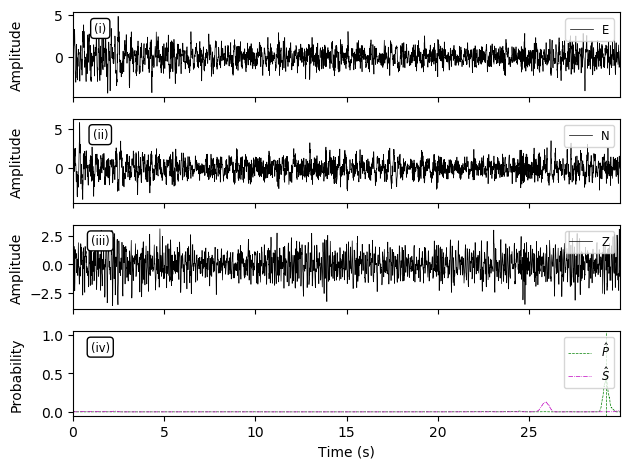 Amplitude
5
0
(i)
E
Amplitude
5
0
(ii)
N
Amplitude
2.5
0.0
−2.5
(iii)
Z
Probability
1.0
0.5
0.0
(iv)
P̂
Ŝ
0 5 10 15 20 25
Time (s)